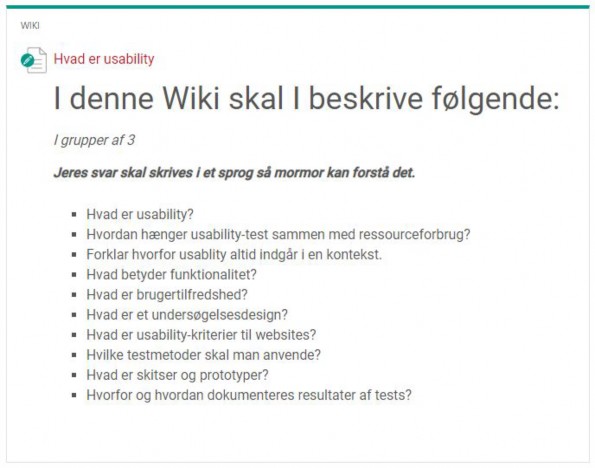 WIKI
Hvad er usability
I denne Wiki skal I beskrive følgende:
I grupper af 3
Jeres svar skal skrives i et sprog så mormor kan forstå det.
Hvad er usability?
Hvordan hænger usability-test sammen med ressourceforbrug?
Forklar hvorfor usablity altid indgår i en kontekst.
Hvad betyder funktionalitet?
Hvad er brugertilfredshed?
Hvad er et undersøgelsesdesign?
Hvad er usability-kriterier til websites?
Hvilke testmetoder skal man anvende?
Hvad er skitser og prototyper?
Hvorfor og hvordan dokumenteres resultater af tests?